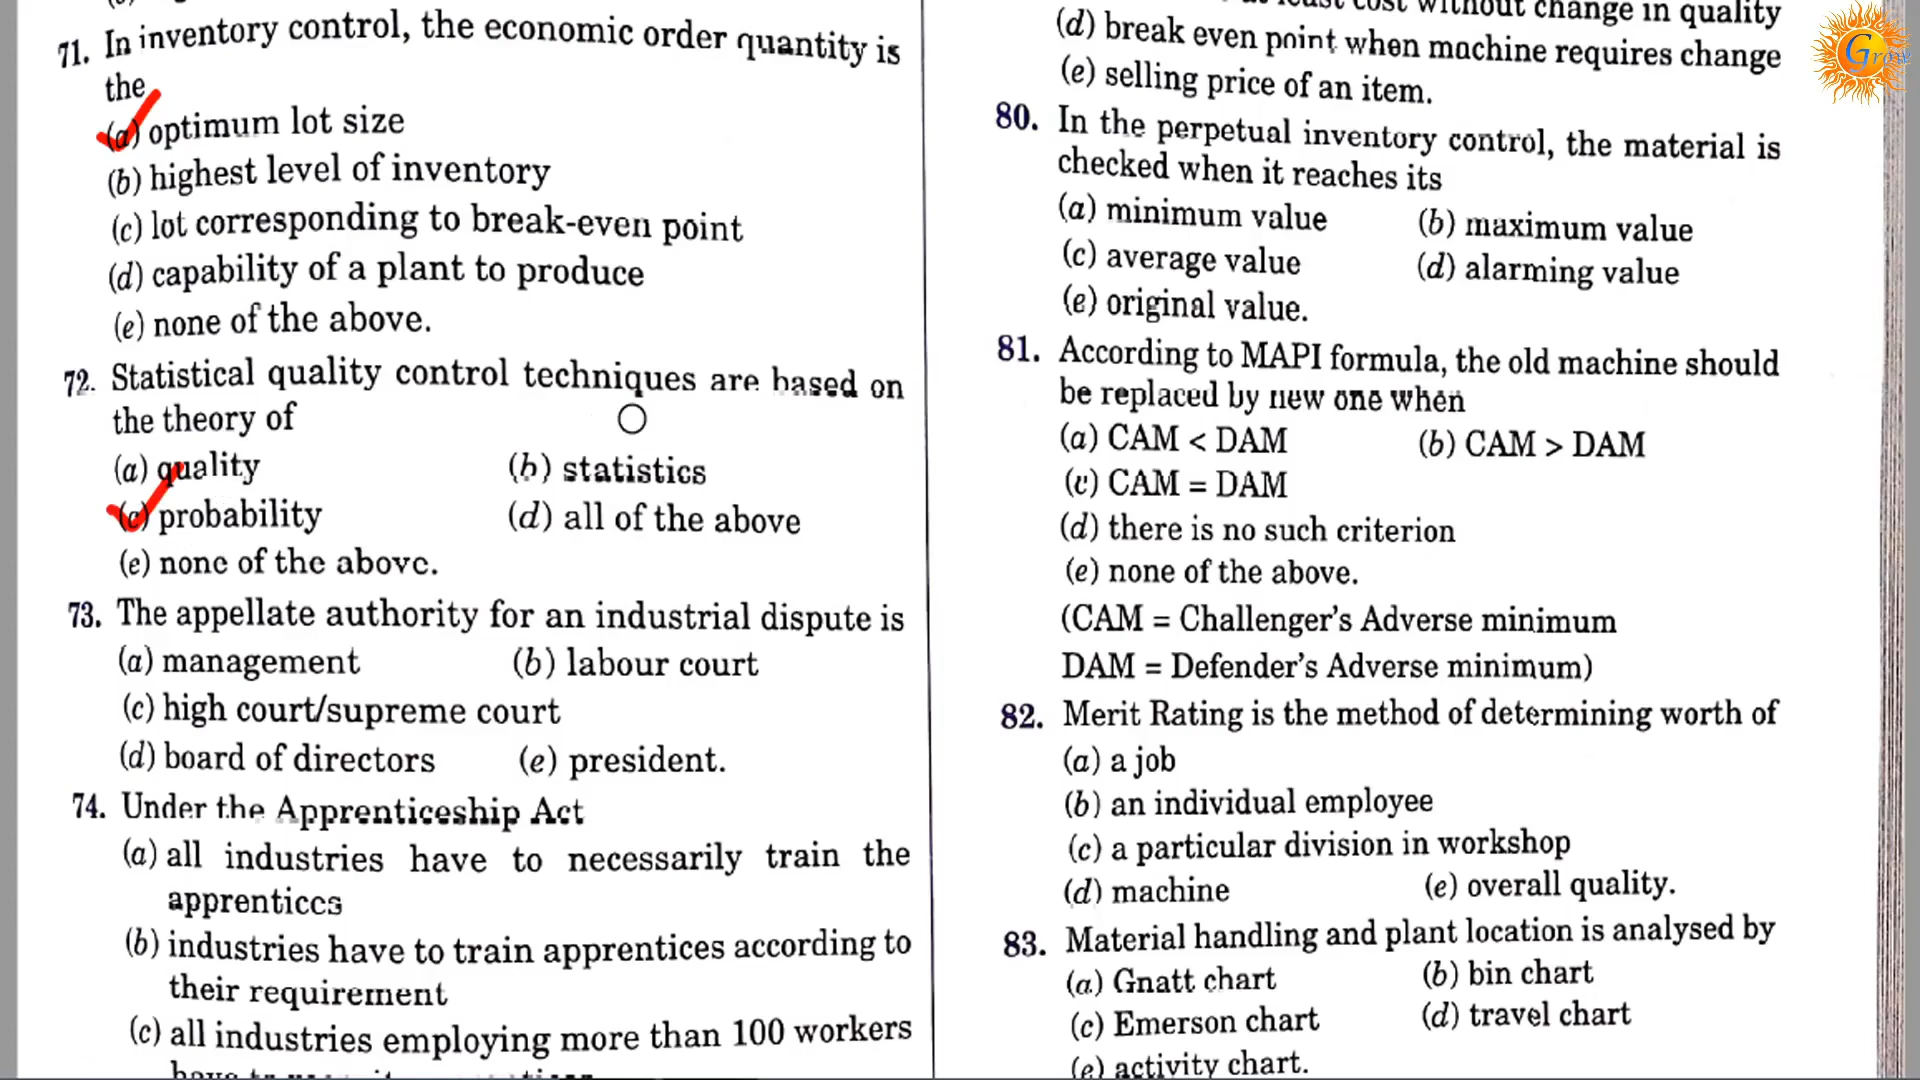 71. In inventory control, the economic order quantity is
the
(a) optimum lot size
(b) highest level of inventory
(c) lot corresponding to break-even point
(d) capability of a plant to produce
(e) none of the above.
72. Statistical quality control techniques are based on
the theory of
(a) quality (b) statistics
(c) probability (d) all of the above
(e) none of the above.
73. The appellate authority for an industrial dispute is
(a) management (b) labour court
(c) high court/supreme court
(d) board of directors (e) president.
74. Under the Apprenticeship Act
(a) all industries have to necessarily train the
apprentices
(b) industries have to train apprentices according to
their requirement
(c) all industries employing more than 100 workers
cost without change in quality
(d) break even point when machine requires change
(e) selling price of an item.
80. In the perpetual inventory control, the material is
checked when it reaches its
(a) minimum value (b) maximum value
(c) average value (d) alarming value
(e) original value.
81. According to MAPI formula, the old machine should
be replaced by new one when
(a) CAM < DAM (b) CAM > DAM
(c) CAM = DAM
(d) there is no such criterion
(e) none of the above.
(CAM = Challenger's Adverse minimum
DAM = Defender's Adverse minimum)
82. Merit Rating is the method of determining worth of
(a) a job
(b) an individual employee
(c) a particular division in workshop
(d) machine (e) overall quality.
83. Material handling and plant location is analysed by
(a) Gnatt chart (b) bin chart
(c) Emerson chart (d) travel chart
(e) activity chart.
Grow